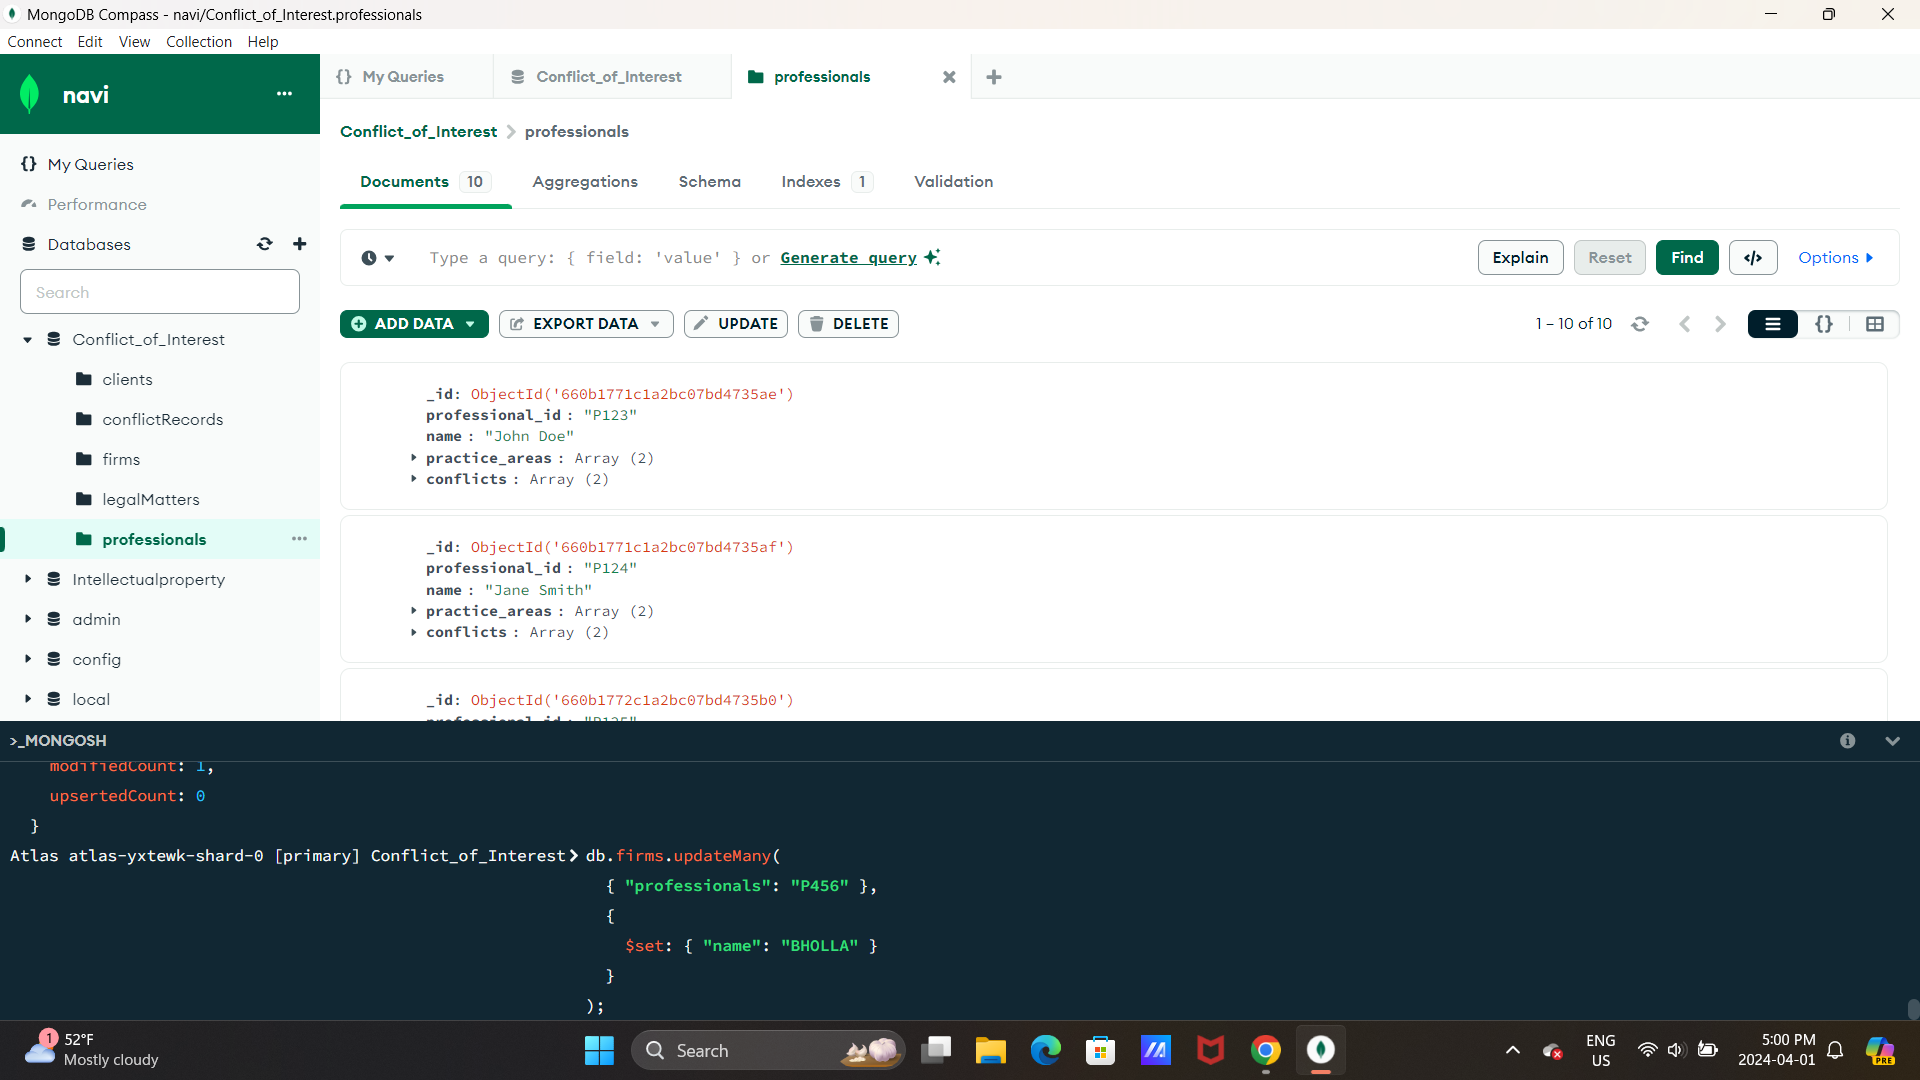 MongoDB Compass - navi/Conflict_of_Interest.professionals
Connect Edit View Collection Help
navi
My Queries
Conflict_of_Interest
professionals
Conflict_of_Interest > professionals
My Queries
Performance
Databases
Search
Conflict_of_Interest
clients
conflictRecords
firms
legalMatters
professionals
Intellectualproperty
admin
config
local
Documents 10 Aggregations Schema Indexes 1 Validation
Type a query: { field: 'value' } or Generate query
Explain Reset Find </> Options
ADD DATA EXPORT DATA UPDATE DELETE
1 – 10 of 10
{}
_id: ObjectId('660b1771c1a2bc07bd4735ae')
professional_id : "P123"
name : "John Doe"
practice_areas : Array (2)
conflicts : Array (2)
_id: ObjectId('660b1771c1a2bc07bd4735af')
professional_id : "P124"
name : "Jane Smith"
practice_areas : Array (2)
conflicts : Array (2)
_id: ObjectId('660b1772c1a2bc07bd4735b0')
professional_id : "P125"
>_MONGOSH
modifiedCount: 1,
upsertedCount: 0
}
Atlas atlas-yxtewk-shard-0 [primary] Conflict_of_Interest> db.firms.updateMany(
{ "professionals": "P456" },
{
$set: { "name": "BHOLLA" }
}
);
1
52°F
Mostly cloudy
Search
ENG
US
5:00 PM
2024-04-01
PRE